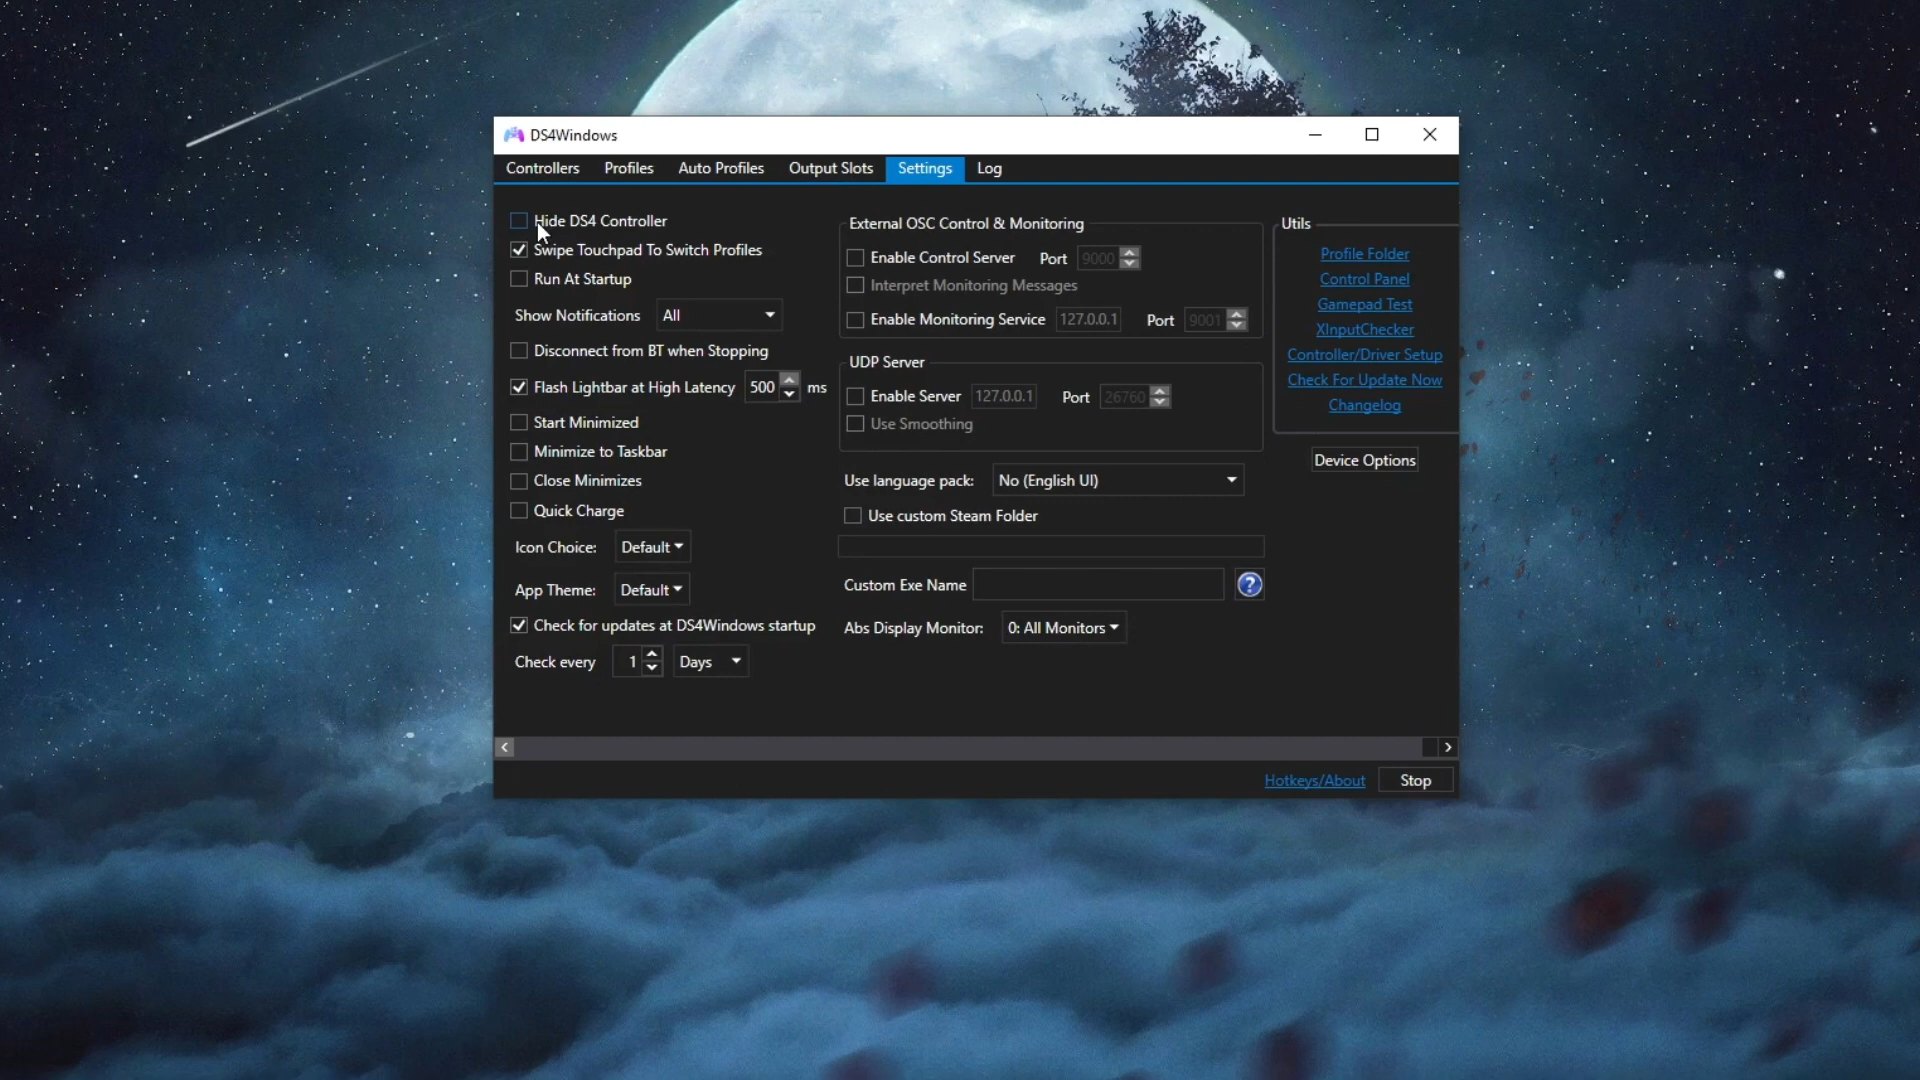 DS4Windows
Controllers Profiles Auto Profiles Output Slots Settings Log
Hide DS4 Controller
Swipe Touchpad To Switch Profiles
Run At Startup
Show Notifications All
Disconnect from BT when Stopping
Flash Lightbar at High Latency 500 ms
Start Minimized
Minimize to Taskbar
Close Minimizes
Quick Charge
Icon Choice: Default
App Theme: Default
Check for updates at DS4Windows startup
Check every 1 Days
External OSC Control & Monitoring
Enable Control Server Port 9000
Interpret Monitoring Messages
Enable Monitoring Service 127.0.0.1 Port 9001
UDP Server
Enable Server 127.0.0.1 Port 26760
Use Smoothing
Use language pack: No (English UI)
Use custom Steam Folder
Custom Exe Name ?
Abs Display Monitor: 0: All Monitors
Utils
Profile Folder
Control Panel
Gamepad Test
XInputChecker
Controller/Driver Setup
Check For Update Now
Changelog
Device Options
Hotkeys/About Stop